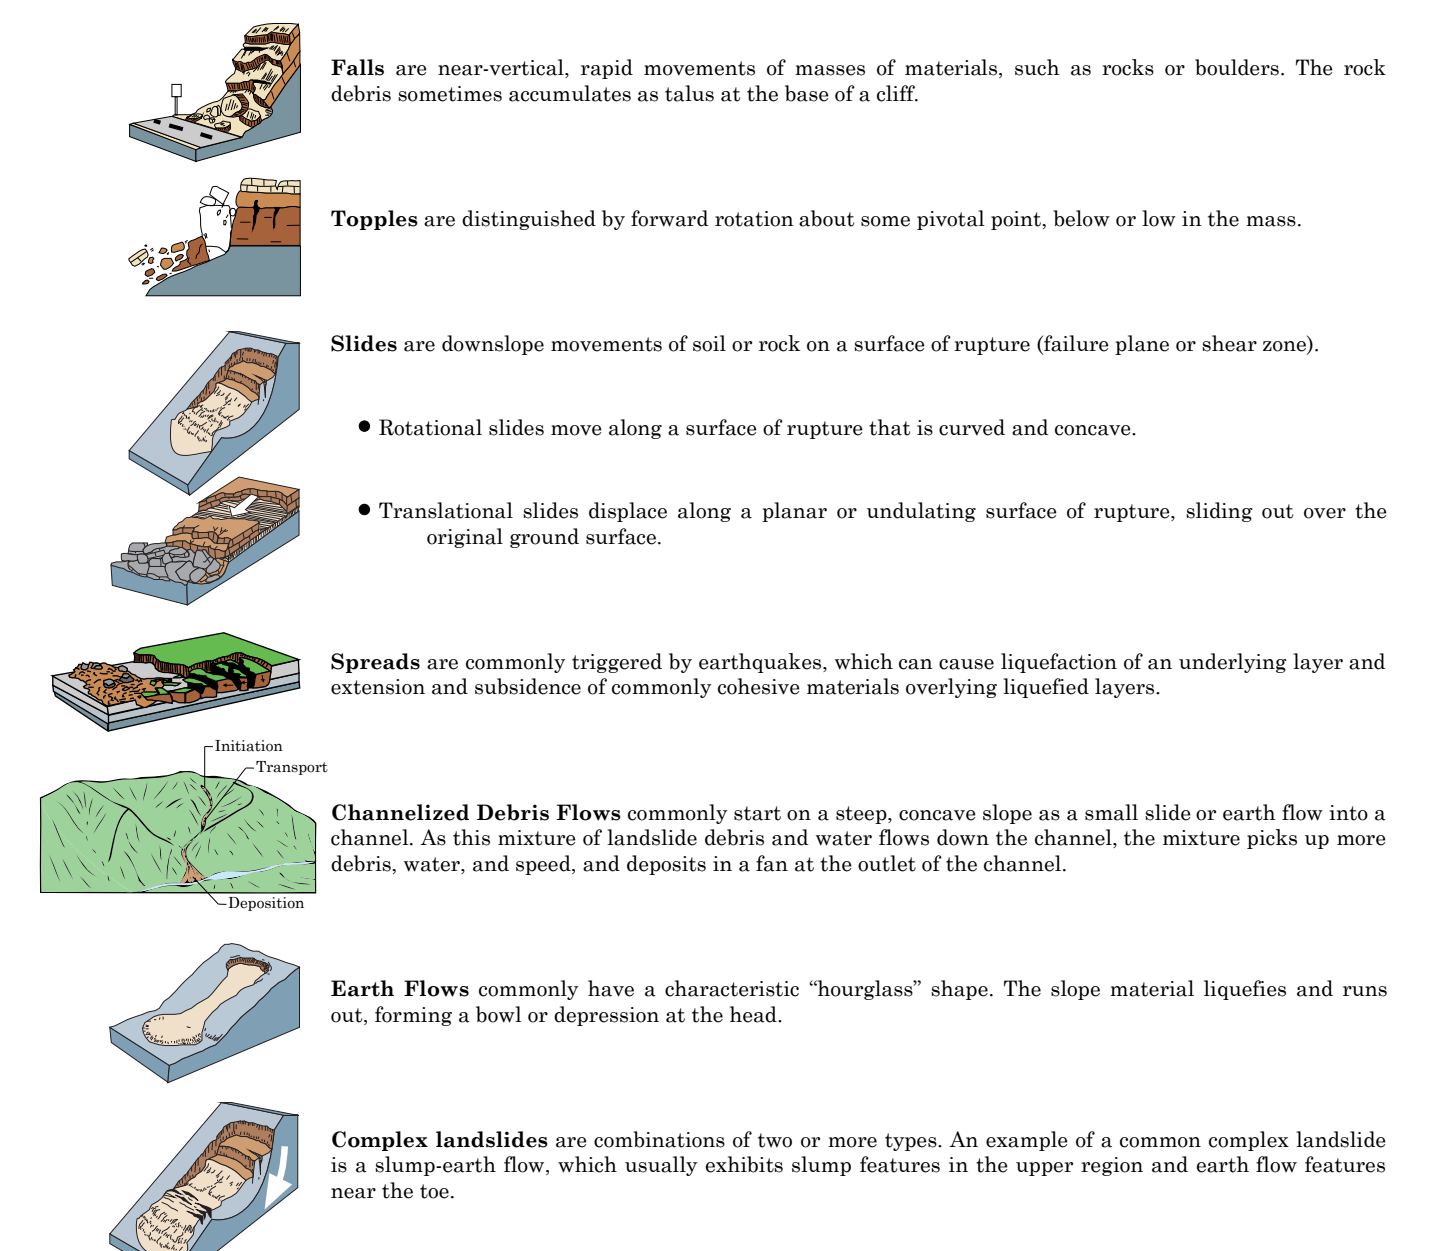 Falls are near-vertical, rapid movements of masses of materials, such as rocks or boulders. The rock
debris sometimes accumulates as talus at the base of a cliff.
Topples are distinguished by forward rotation about some pivotal point, below or low in the mass.
Slides are downslope movements of soil or rock on a surface of rupture (failure plane or shear zone).
● Rotational slides move along a surface of rupture that is curved and concave.
● Translational slides displace along a planar or undulating surface of rupture, sliding out over the
original ground surface.
Spreads are commonly triggered by earthquakes, which can cause liquefaction of an underlying layer and
extension and subsidence of commonly cohesive materials overlying liquefied layers.
Initiation
Transport
Channelized Debris Flows commonly start on a steep, concave slope as a small slide or earth flow into a
channel. As this mixture of landslide debris and water flows down the channel, the mixture picks up more
debris, water, and speed, and deposits in a fan at the outlet of the channel.
Deposition
Earth Flows commonly have a characteristic “hourglass” shape. The slope material liquefies and runs
out, forming a bowl or depression at the head.
Complex landslides are combinations of two or more types. An example of a common complex landslide
is a slump-earth flow, which usually exhibits slump features in the upper region and earth flow features
near the toe.